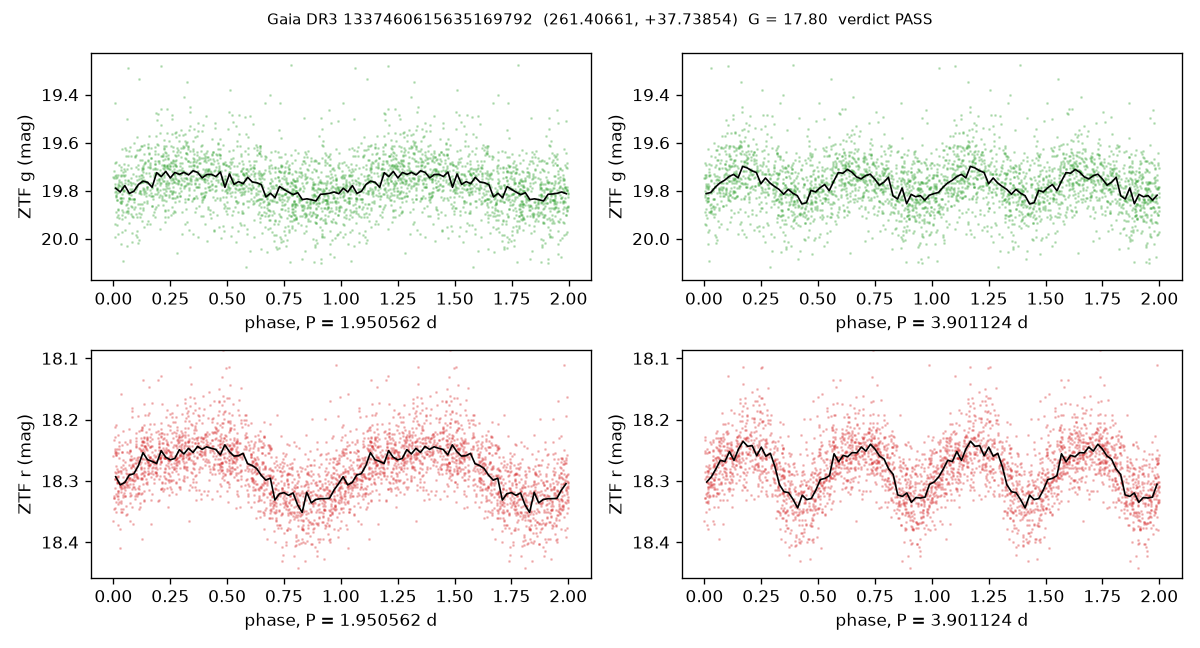 Gaia DR3 1337460615635169792  (261.40661, +37.73854)  G = 17.80  verdict PASS
ZTF g (mag)
19.4
19.6
19.8
20.0
0.00 0.25 0.50 0.75 1.00 1.25 1.50 1.75 2.00
phase, P = 1.950562 d
ZTF g (mag)
19.4
19.6
19.8
20.0
0.00 0.25 0.50 0.75 1.00 1.25 1.50 1.75 2.00
phase, P = 3.901124 d
ZTF r (mag)
18.1
18.2
18.3
18.4
0.00 0.25 0.50 0.75 1.00 1.25 1.50 1.75 2.00
phase, P = 1.950562 d
ZTF r (mag)
18.1
18.2
18.3
18.4
0.00 0.25 0.50 0.75 1.00 1.25 1.50 1.75 2.00
phase, P = 3.901124 d